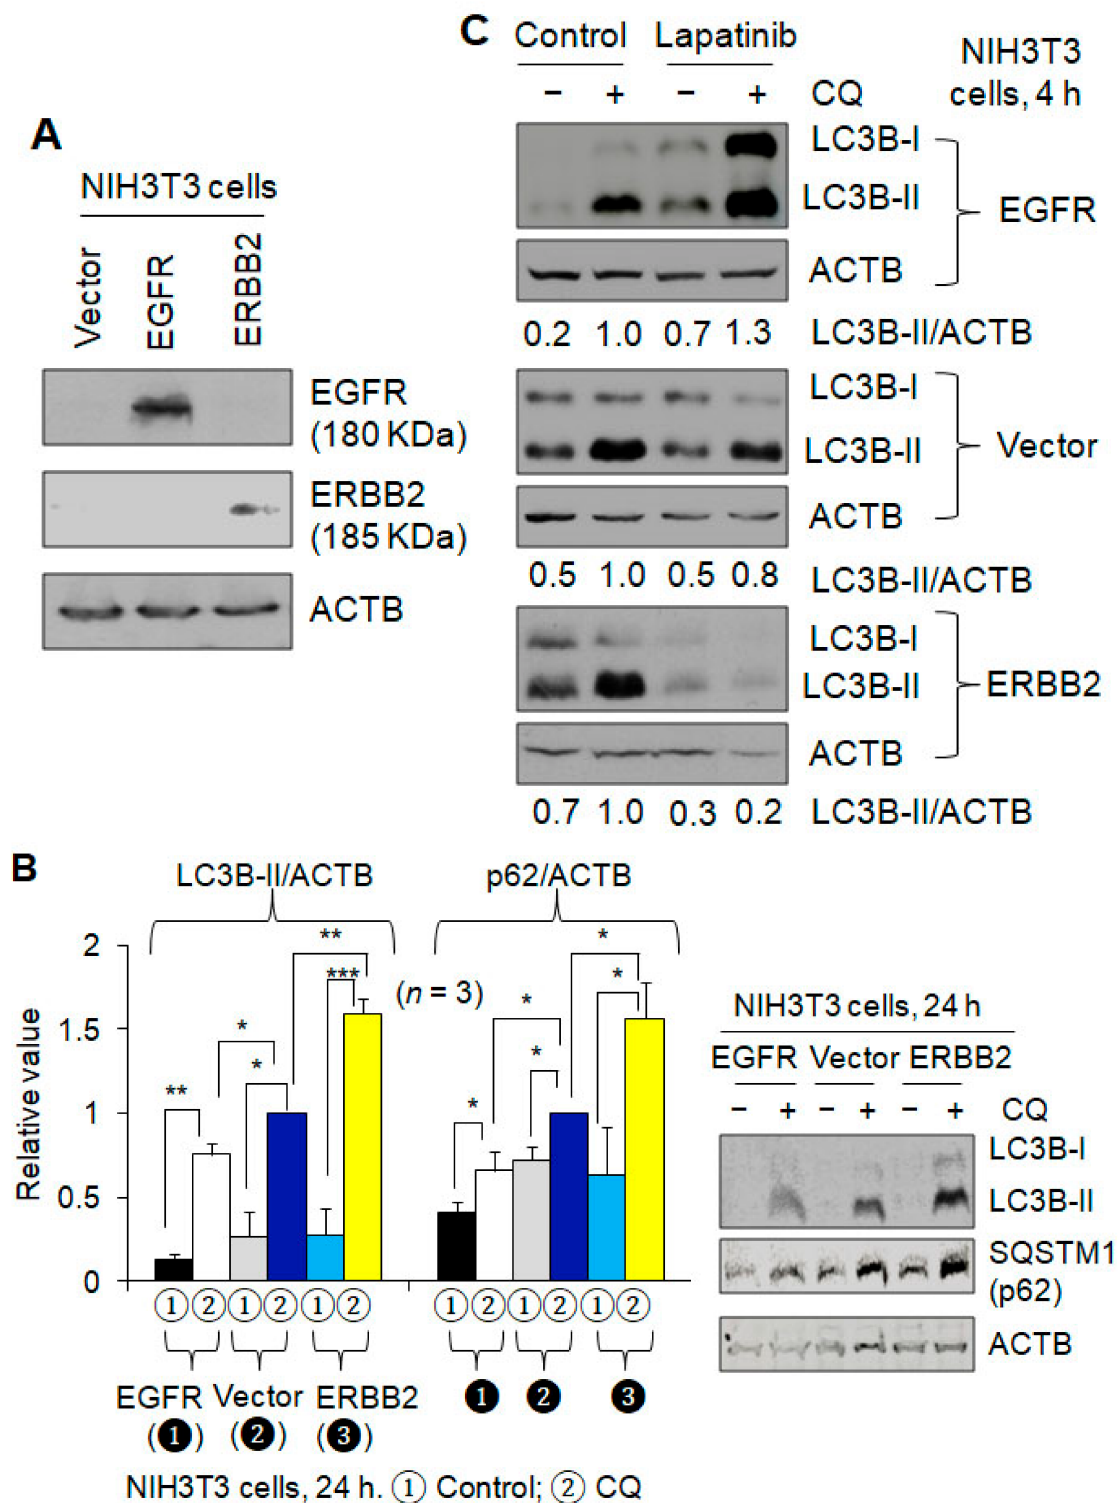 A
NIH3T3 cells
Vector
EGFR
ERBB2
EGFR
(180 KDa)
ERBB2
(185 KDa)
ACTB
C
Control Lapatinib
NIH3T3
cells, 4 h
− + − + CQ
LC3B-I
LC3B-II
EGFR
ACTB
0.2 1.0 0.7 1.3 LC3B-II/ACTB
LC3B-I
LC3B-II
Vector
ACTB
0.5 1.0 0.5 0.8 LC3B-II/ACTB
LC3B-I
LC3B-II
ERBB2
ACTB
0.7 1.0 0.3 0.2 LC3B-II/ACTB
B
LC3B-II/ACTB p62/ACTB
Relative value
2
1.5
1
0.5
0
** * * *** **
(n = 3)
* * * * *
① ② ① ② ① ② ① ② ① ② ① ②
EGFR Vector ERBB2
(❶) (❷) (❸) ❶ ❷ ❸
NIH3T3 cells, 24 h. ① Control; ② CQ
NIH3T3 cells, 24 h
EGFR Vector ERBB2
− + − + − + CQ
LC3B-I
LC3B-II
SQSTM1
(p62)
ACTB